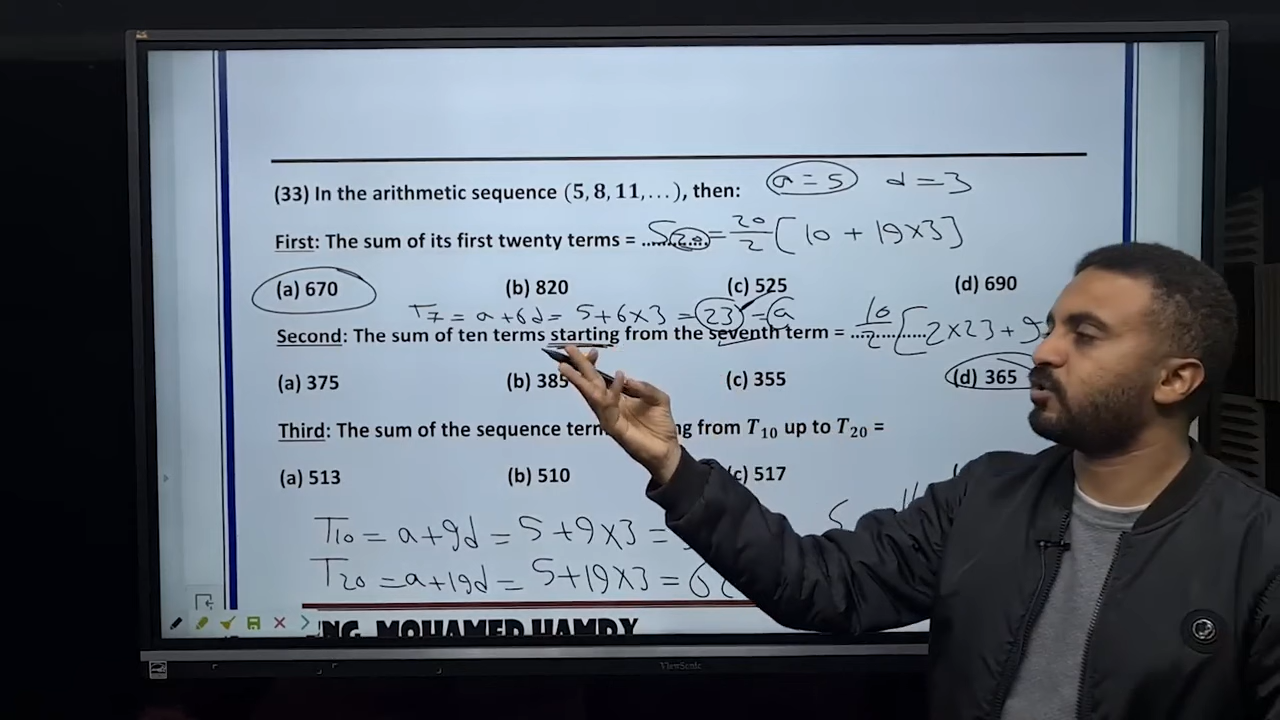 (33) In the arithmetic sequence (5, 8, 11, ...), then: a = 5 d = 3
First: The sum of its first twenty terms = ......... S20 = 20/2 [10 + 19×3]
(a) 670 (b) 820 (c) 525 (d) 690
T7 = a+6d = 5+6×3 = 23 = a
Second: The sum of ten terms starting from the seventh term = ............ 10/2 [2×23+9
(a) 375 (b) 385 (c) 355 (d) 365
Third: The sum of the sequence from T10 up to T20 =
(a) 513 (b) 510 (c) 517
T10 = a+9d = 5+9×3 =
T20 = a+19d = 5+19×3 = 6
NG. MOHAMED HAMDY
ViewSonic